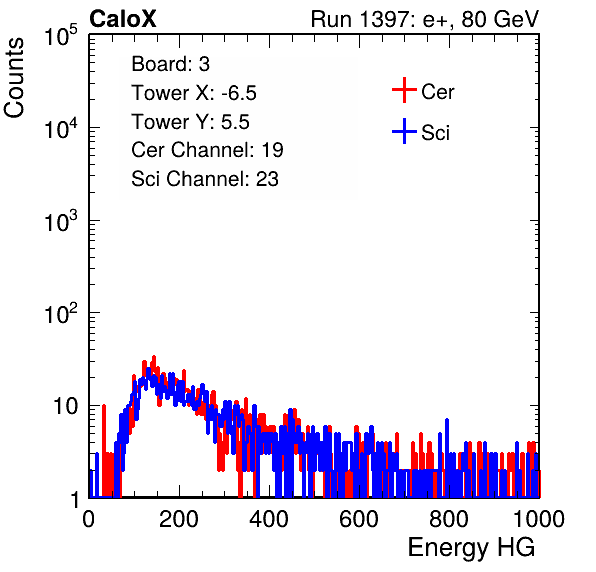 CaloX Run 1397: e+, 80 GeV
Counts
Board: 3
Tower X: -6.5
Tower Y: 5.5
Cer Channel: 19
Sci Channel: 23
Cer
Sci
10^5
10^4
10^3
10^2
10
1
0 200 400 600 800 1000
Energy HG